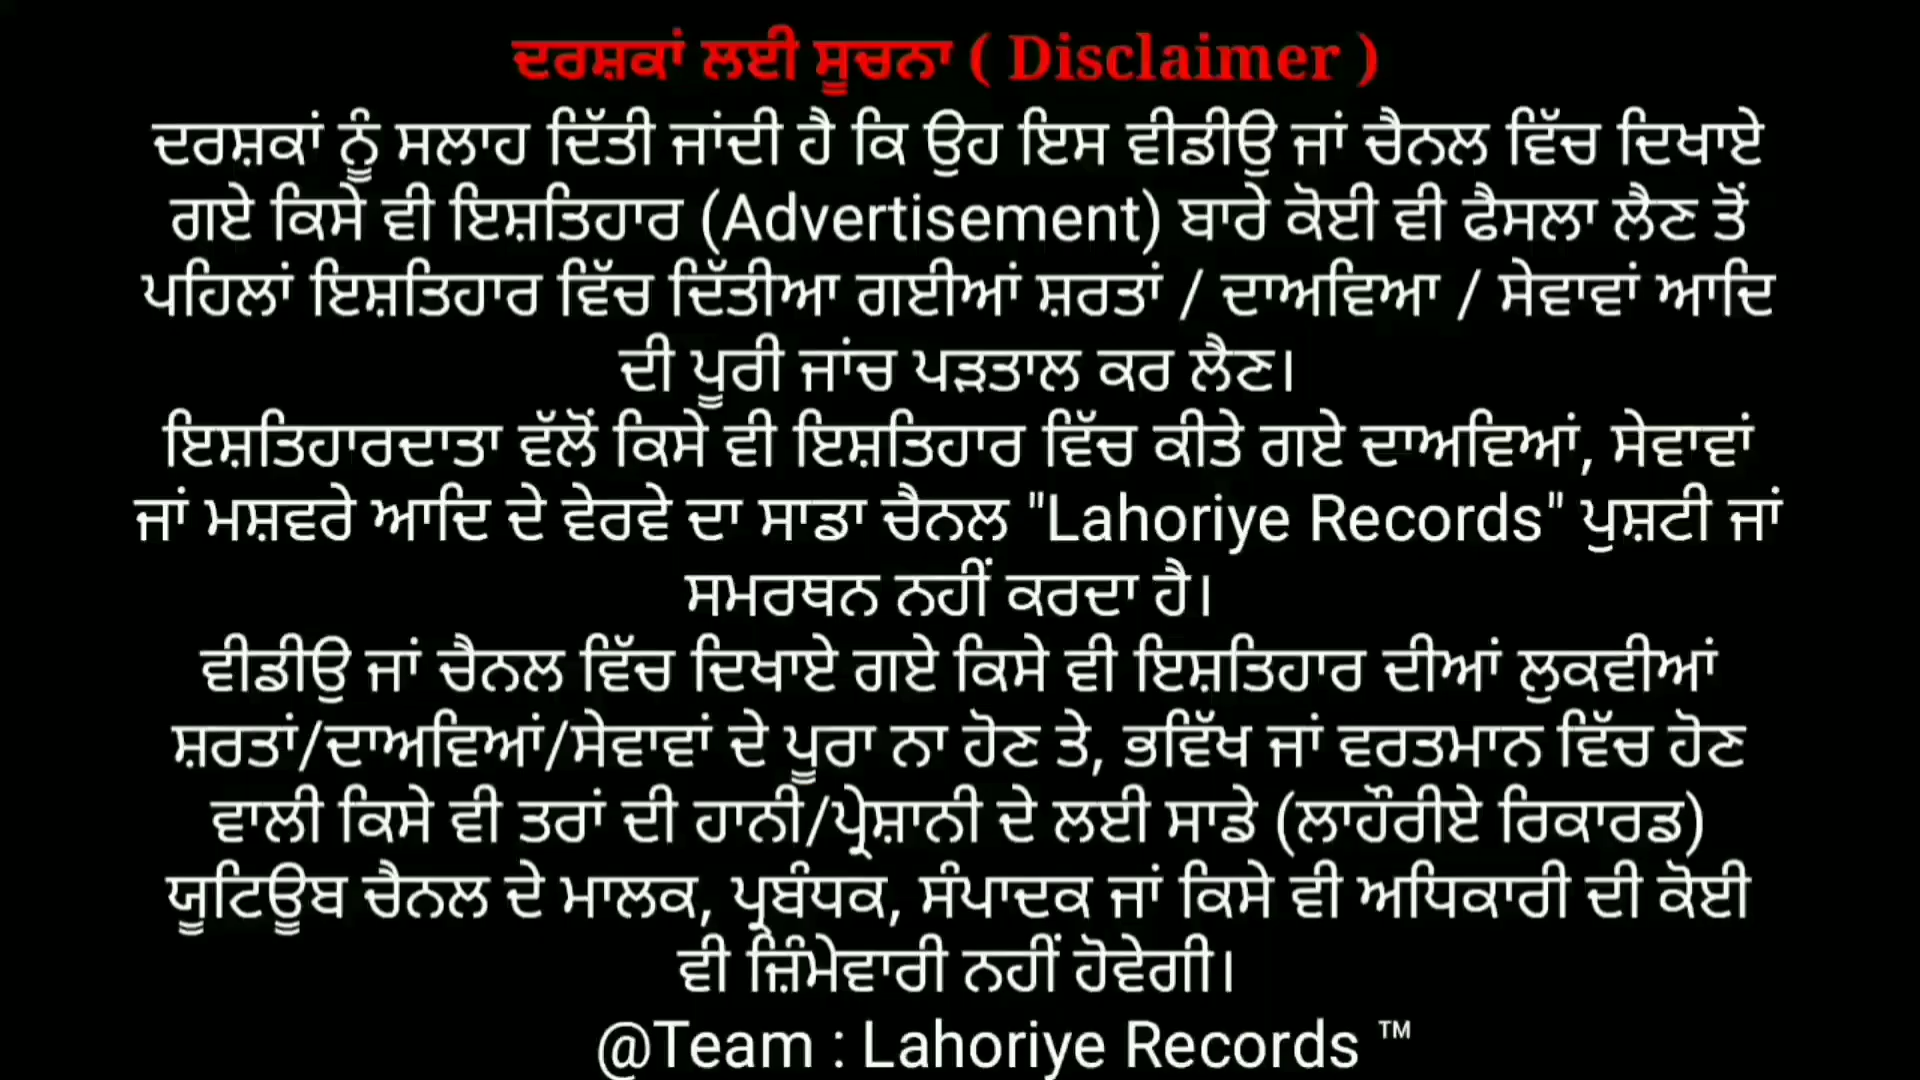 ਦਰਸ਼ਕਾਂ ਲਈ ਸੂਚਨਾ ( Disclaimer )
ਦਰਸ਼ਕਾਂ ਨੂੰ ਸਲਾਹ ਦਿੱਤੀ ਜਾਂਦੀ ਹੈ ਕਿ ਉਹ ਇਸ ਵੀਡੀਉ ਜਾਂ ਚੈਨਲ ਵਿੱਚ ਦਿਖਾਏ
ਗਏ ਕਿਸੇ ਵੀ ਇਸ਼ਤਿਹਾਰ (Advertisement) ਬਾਰੇ ਕੋਈ ਵੀ ਫੈਸਲਾ ਲੈਣ ਤੋਂ
ਪਹਿਲਾਂ ਇਸ਼ਤਿਹਾਰ ਵਿੱਚ ਦਿੱਤੀਆ ਗਈਆਂ ਸ਼ਰਤਾਂ / ਦਾਅਵਿਆ / ਸੇਵਾਵਾਂ ਆਦਿ
ਦੀ ਪੂਰੀ ਜਾਂਚ ਪੜਤਾਲ ਕਰ ਲੈਣ।
ਇਸ਼ਤਿਹਾਰਦਾਤਾ ਵੱਲੋਂ ਕਿਸੇ ਵੀ ਇਸ਼ਤਿਹਾਰ ਵਿੱਚ ਕੀਤੇ ਗਏ ਦਾਅਵਿਆਂ, ਸੇਵਾਵਾਂ
ਜਾਂ ਮਸ਼ਵਰੇ ਆਦਿ ਦੇ ਵੇਰਵੇ ਦਾ ਸਾਡਾ ਚੈਨਲ "Lahoriye Records" ਪੁਸ਼ਟੀ ਜਾਂ
ਸਮਰਥਨ ਨਹੀਂ ਕਰਦਾ ਹੈ।
ਵੀਡੀਉ ਜਾਂ ਚੈਨਲ ਵਿੱਚ ਦਿਖਾਏ ਗਏ ਕਿਸੇ ਵੀ ਇਸ਼ਤਿਹਾਰ ਦੀਆਂ ਲੁਕਵੀਆਂ
ਸ਼ਰਤਾਂ/ਦਾਅਵਿਆਂ/ਸੇਵਾਵਾਂ ਦੇ ਪੂਰਾ ਨਾ ਹੋਣ ਤੇ, ਭਵਿੱਖ ਜਾਂ ਵਰਤਮਾਨ ਵਿੱਚ ਹੋਣ
ਵਾਲੀ ਕਿਸੇ ਵੀ ਤਰਾਂ ਦੀ ਹਾਨੀ/ਪ੍ਰੇਸ਼ਾਨੀ ਦੇ ਲਈ ਸਾਡੇ (ਲਾਹੌਰੀਏ ਰਿਕਾਰਡ)
ਯੂਟਿਊਬ ਚੈਨਲ ਦੇ ਮਾਲਕ, ਪ੍ਰਬੰਧਕ, ਸੰਪਾਦਕ ਜਾਂ ਕਿਸੇ ਵੀ ਅਧਿਕਾਰੀ ਦੀ ਕੋਈ
ਵੀ ਜ਼ਿੰਮੇਵਾਰੀ ਨਹੀਂ ਹੋਵੇਗੀ।
@Team : Lahoriye Records ™